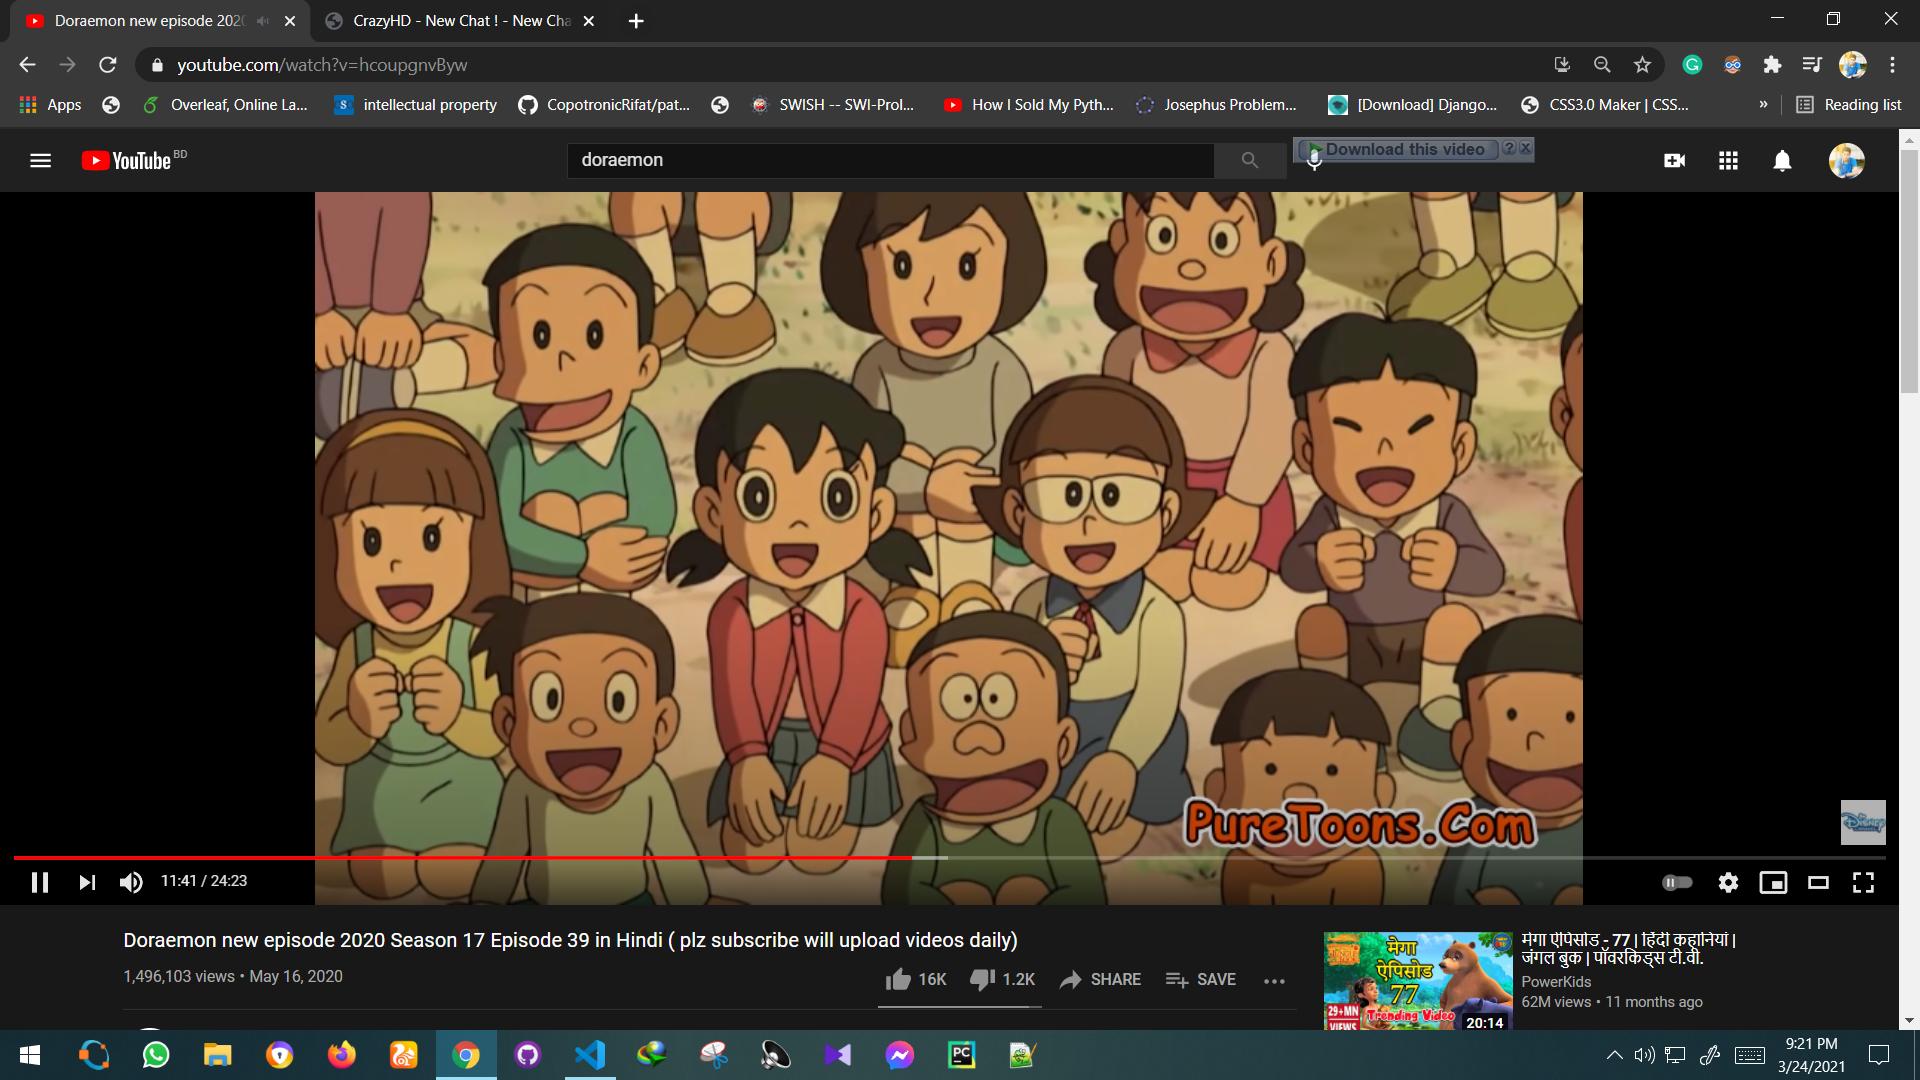 Doraemon new episode 202
CrazyHD - New Chat ! - New Cha
youtube.com/watch?v=hcoupgnvByw
Apps
Overleaf, Online La...
intellectual property
CopotronicRifat/pat...
SWISH -- SWI-Prol...
How I Sold My Pyth...
Josephus Problem...
[Download] Django...
CSS3.0 Maker | CSS...
»
Reading list
YouTube BD
doraemon
Download this video
PureToons.Com
Disney
11:41 / 24:23
Doraemon new episode 2020 Season 17 Episode 39 in Hindi ( plz subscribe will upload videos daily)
1,496,103 views • May 16, 2020
16K
1.2K
SHARE
SAVE
मेगा
ऐपिसोड
77
29+MN
VIEWS
Trending Video
20:14
मेगा ऐपिसोड - 77 | हिंदी कहानियां |
जंगल बुक | पॉवरकिड्स टी.वी.
PowerKids
62M views • 11 months ago
PC
9:21 PM
3/24/2021